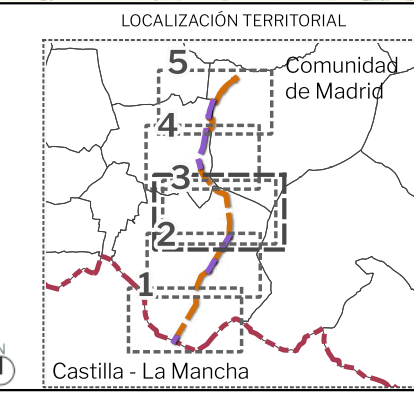 LOCALIZACIÓN TERRITORIAL
5
Comunidad
de Madrid
4
3
2
1
N
Castilla - La Mancha